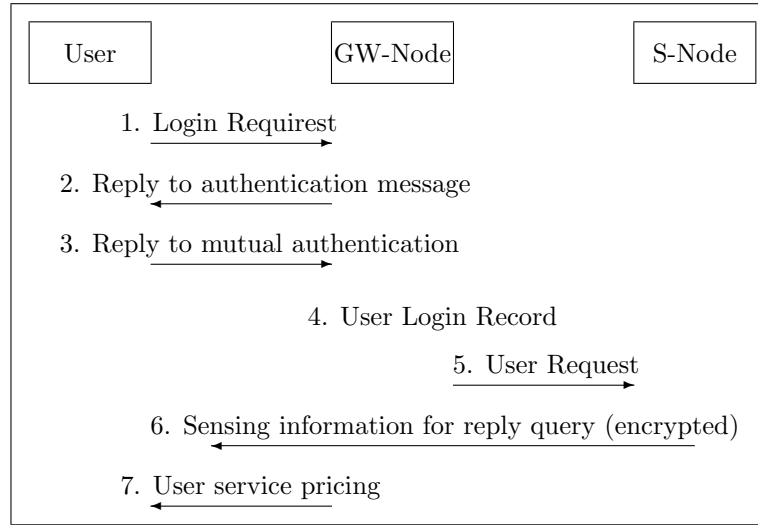 User
GW-Node
S-Node
1. Login Requirest
2. Reply to authentication message
3. Reply to mutual authentication
4. User Login Record
5. User Request
6. Sensing information for reply query (encrypted)
7. User service pricing